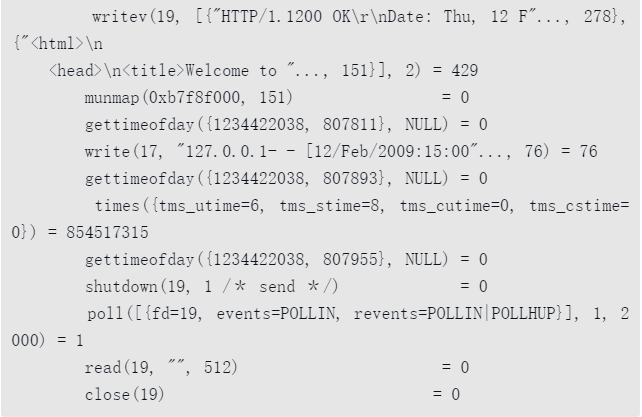 writev(19, [{"HTTP/1.1200 OK\r\nDate: Thu, 12 F"..., 278},
{"<html>\n
<head>\n<title>Welcome to "..., 151}], 2) = 429
munmap(0xb7f8f000, 151) = 0
gettimeofday({1234422038, 807811}, NULL) = 0
write(17, "127.0.0.1- - [12/Feb/2009:15:00"..., 76) = 76
gettimeofday({1234422038, 807893}, NULL) = 0
times({tms_utime=6, tms_stime=8, tms_cutime=0, tms_cstime=
0}) = 854517315
gettimeofday({1234422038, 807955}, NULL) = 0
shutdown(19, 1 /* send */) = 0
poll([{fd=19, events=POLLIN, revents=POLLIN|POLLHUP}], 1, 2
000) = 1
read(19, "", 512) = 0
close(19) = 0